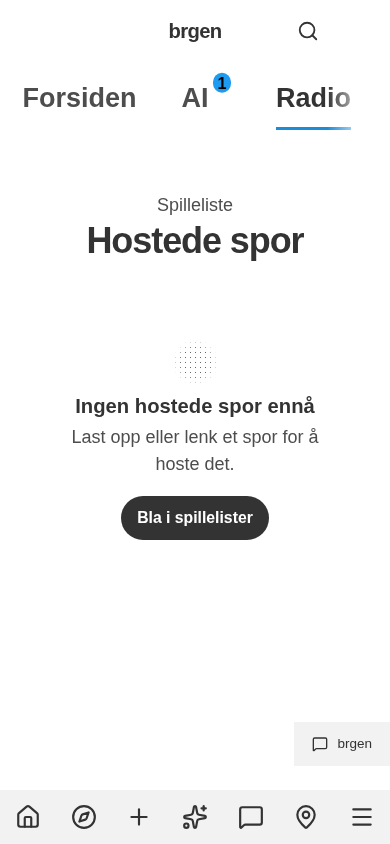 brgen
Forsiden AI 1 Radio
Spilleliste
Hostede spor
Ingen hostede spor ennå
Last opp eller lenk et spor for å
hoste det.
Bla i spillelister
brgen